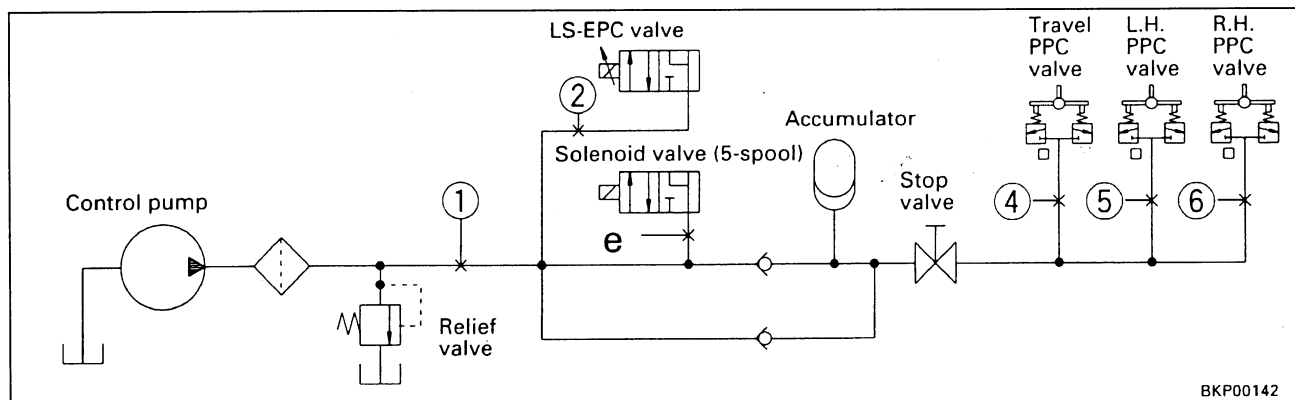 LS-EPC valve
2
Solenoid valve (5-spool)
e
Control pump
1
Relief
valve
Accumulator
Stop
valve
Travel
PPC
valve
L.H.
PPC
valve
R.H.
PPC
valve
4
5
6
BKP00142